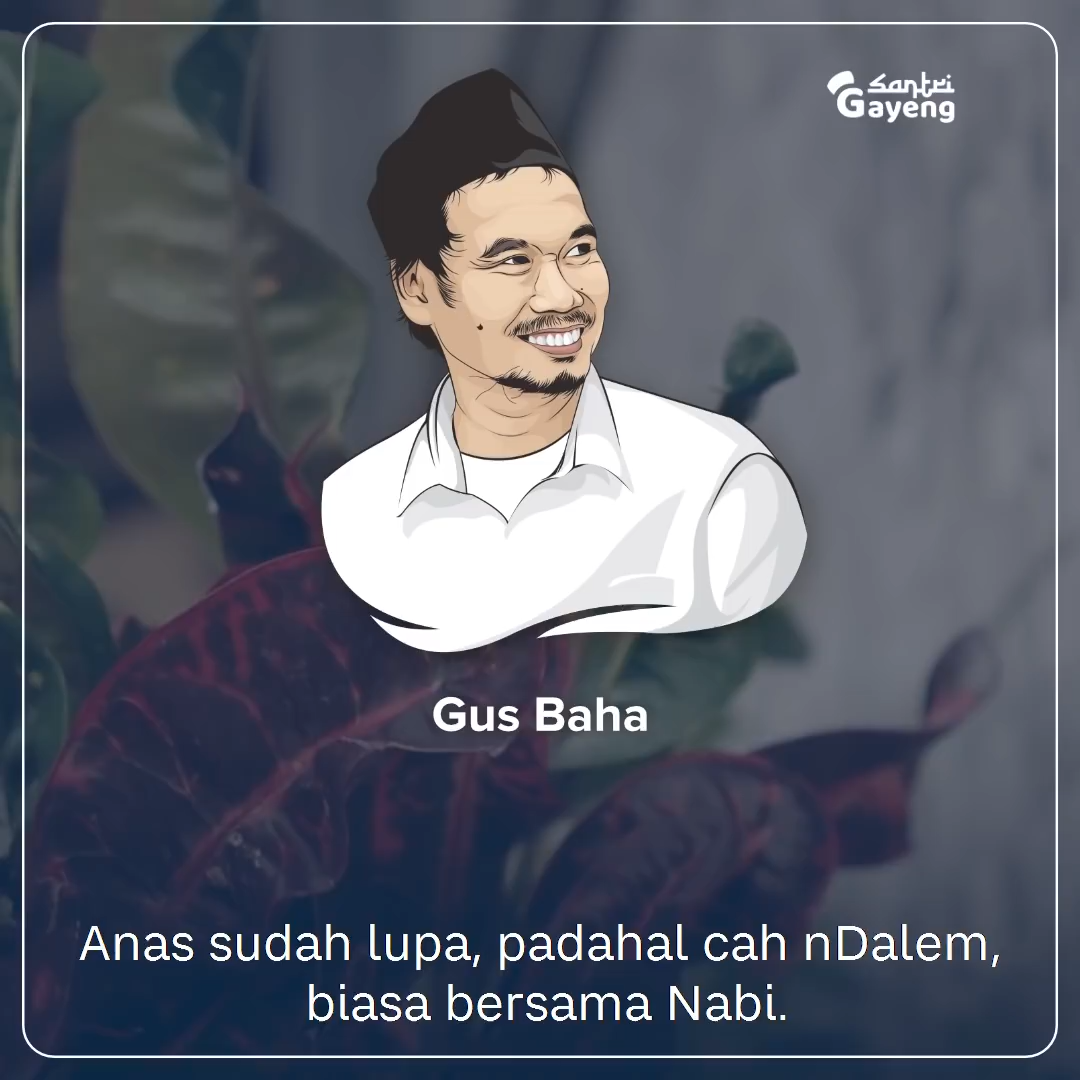 Santri
Gayeng
Gus Baha
Anas sudah lupa, padahal cah nDalem,
biasa bersama Nabi.